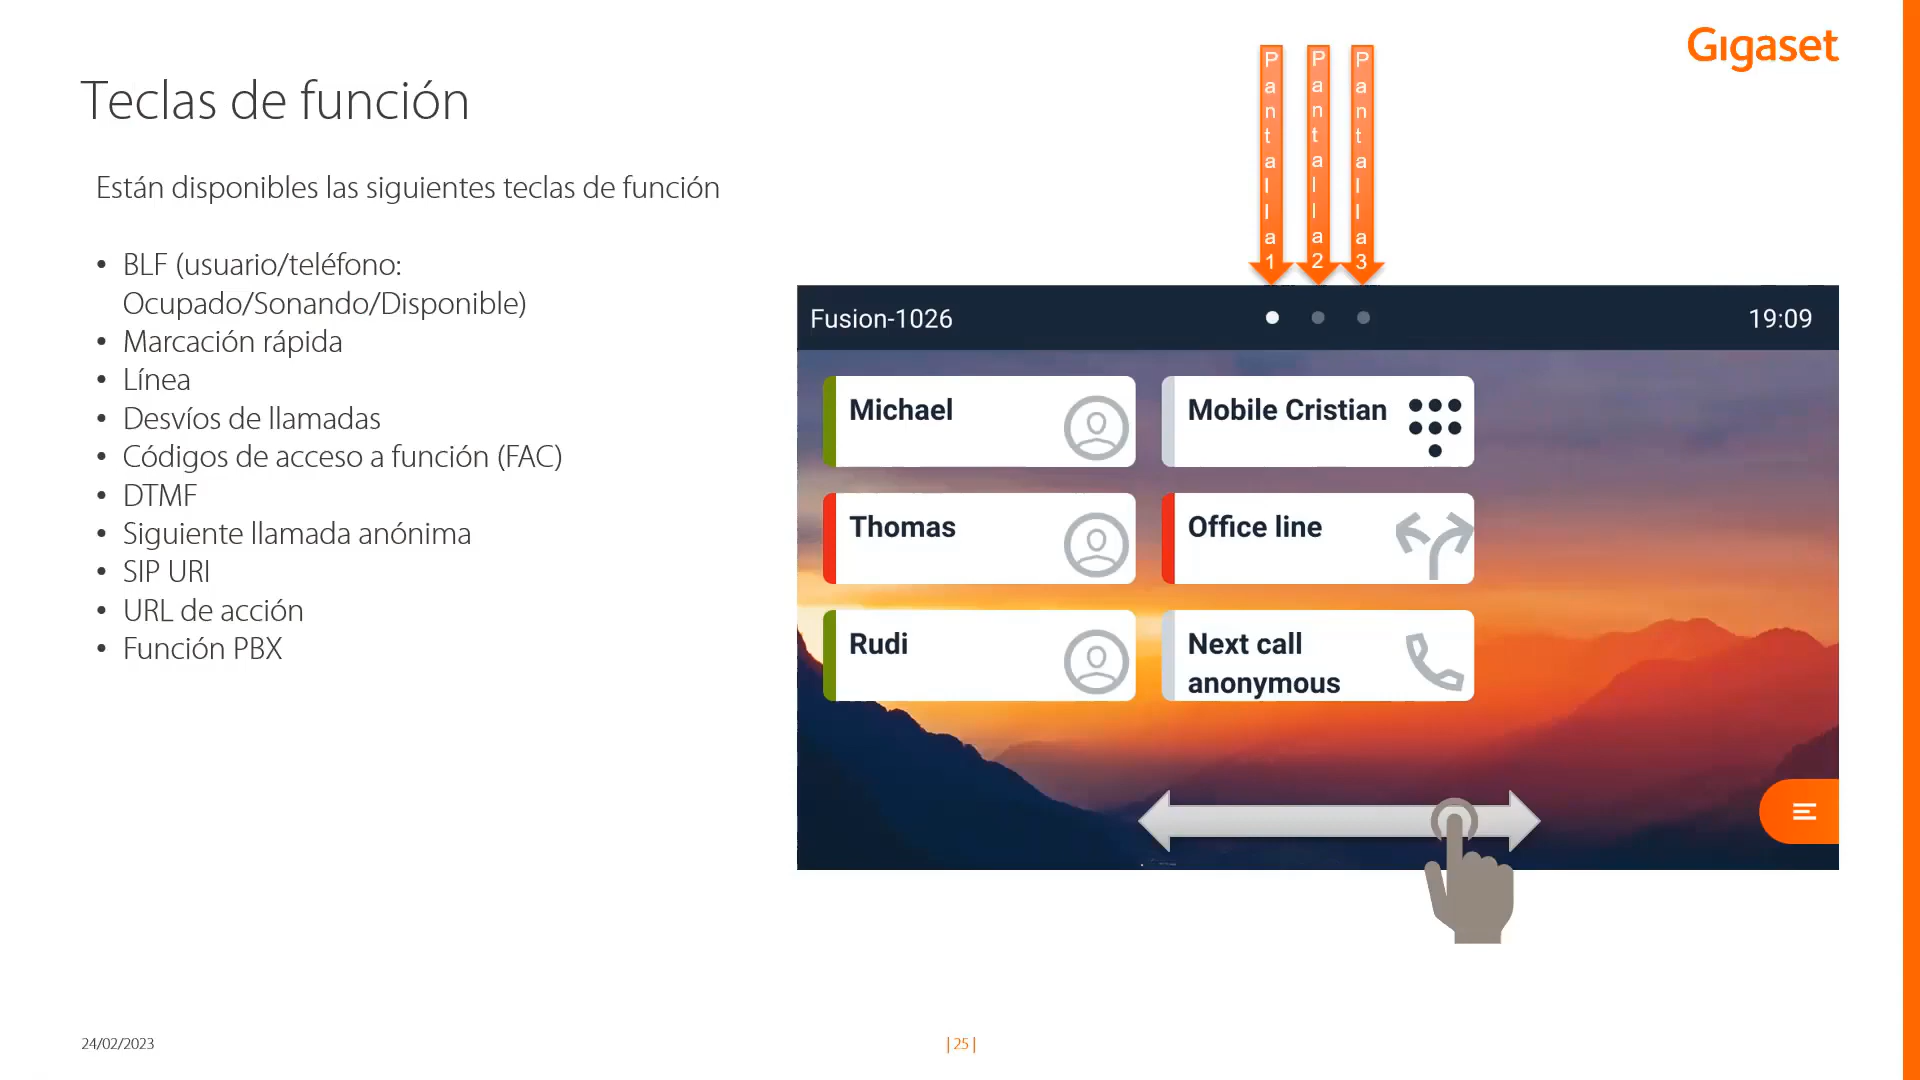 Gigaset
Teclas de función
Están disponibles las siguientes teclas de función
• BLF (usuario/teléfono:
Ocupado/Sonando/Disponible)
• Marcación rápida
• Línea
• Desvíos de llamadas
• Códigos de acceso a función (FAC)
• DTMF
• Siguiente llamada anónima
• SIP URI
• URL de acción
• Función PBX
Pantalla 1
Pantalla 2
Pantalla 3
Fusion-1026
19:09
Michael
Mobile Cristian
Thomas
Office line
Rudi
Next call
anonymous
24/02/2023
| 25 |